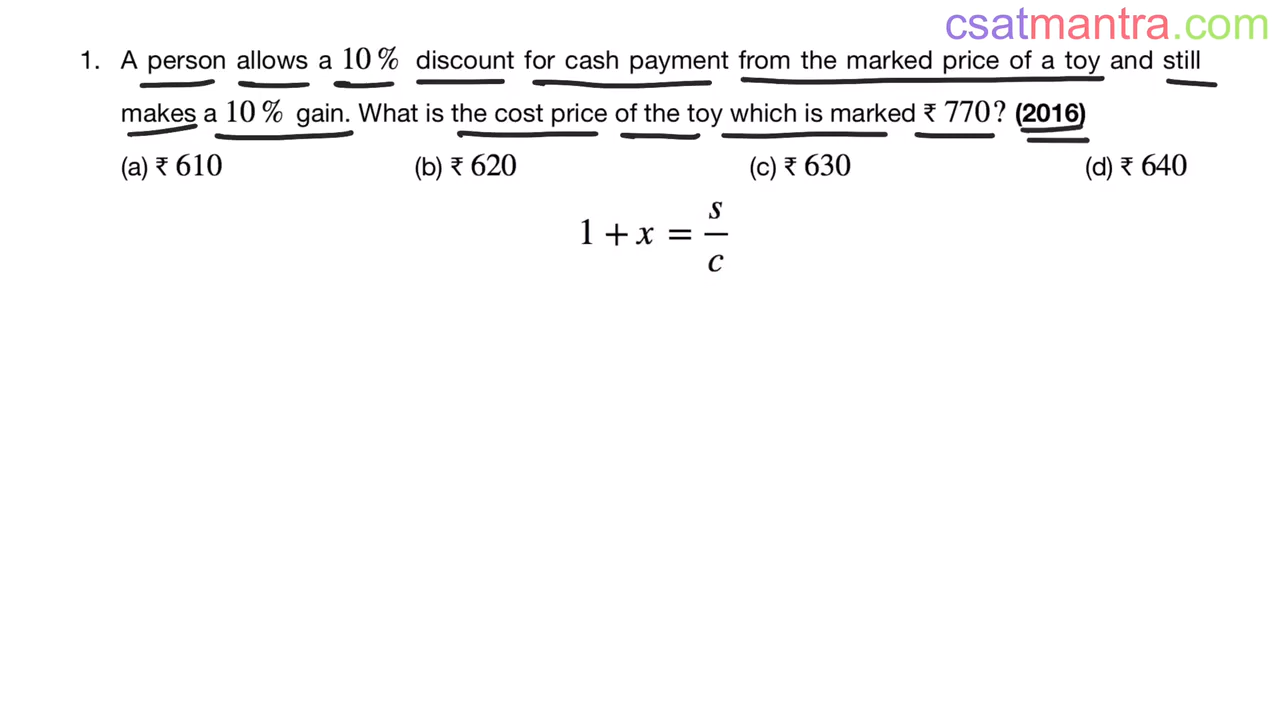 csatmantra.com
1. A person allows a 10 % discount for cash payment from the marked price of a toy and still
makes a 10 % gain. What is the cost price of the toy which is marked ₹ 770? (2016)
(a) ₹ 610 (b) ₹ 620 (c) ₹ 630 (d) ₹ 640
1 + x = s/c